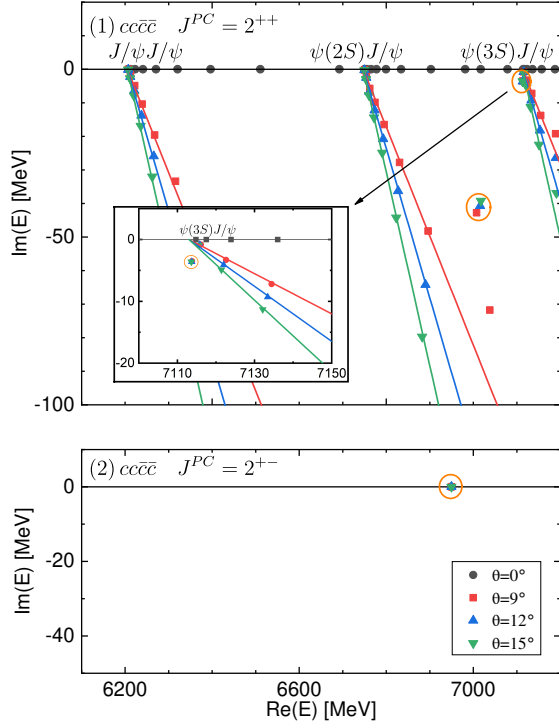 (1) cc c̄c̄ J^{PC} = 2^{++}
J/ψJ/ψ ψ(2S)J/ψ ψ(3S)J/ψ
0
-50
-100
Im(E) [MeV]
ψ(3S)J/ψ
0
-10
-20
7110 7130 7150
(2) cc c̄c̄ J^{PC} = 2^{+-}
0
-20
-40
Im(E) [MeV]
θ=0°
θ=9°
θ=12°
θ=15°
6200 6600 7000
Re(E) [MeV]